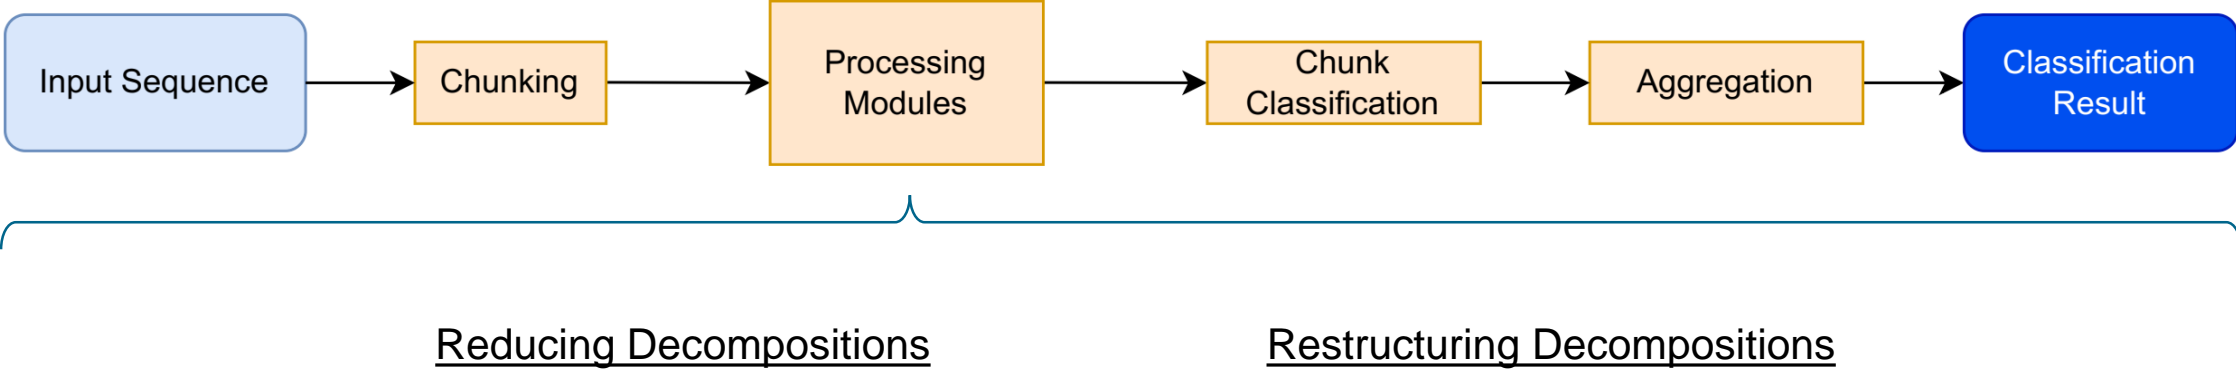 Input Sequence
Chunking
Processing
Modules
Chunk
Classification
Aggregation
Classification
Result
Reducing Decompositions
Restructuring Decompositions